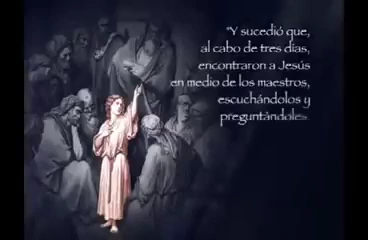 "Y sucedió que,
al cabo de tres días,
encontraron a Jesús
en medio de los maestros,
escuchándolos y
preguntándoles